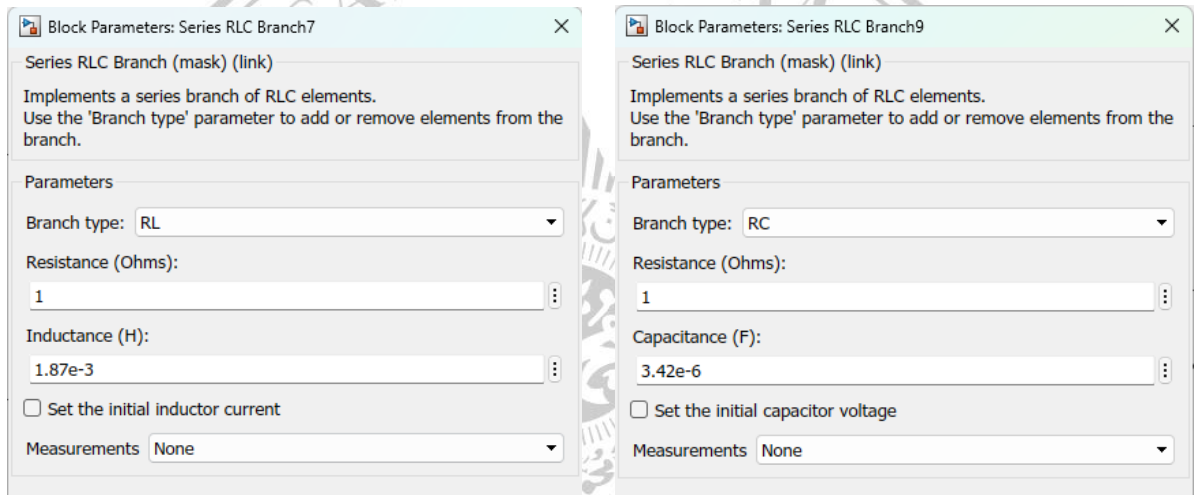 Block Parameters: Series RLC Branch7
Series RLC Branch (mask) (link)
Implements a series branch of RLC elements.
Use the 'Branch type' parameter to add or remove elements from the
branch.
Parameters
Branch type: RL
Resistance (Ohms):
1
Inductance (H):
1.87e-3
Set the initial inductor current
Measurements None
Block Parameters: Series RLC Branch9
Series RLC Branch (mask) (link)
Implements a series branch of RLC elements.
Use the 'Branch type' parameter to add or remove elements from the
branch.
Parameters
Branch type: RC
Resistance (Ohms):
1
Capacitance (F):
3.42e-6
Set the initial capacitor voltage
Measurements None